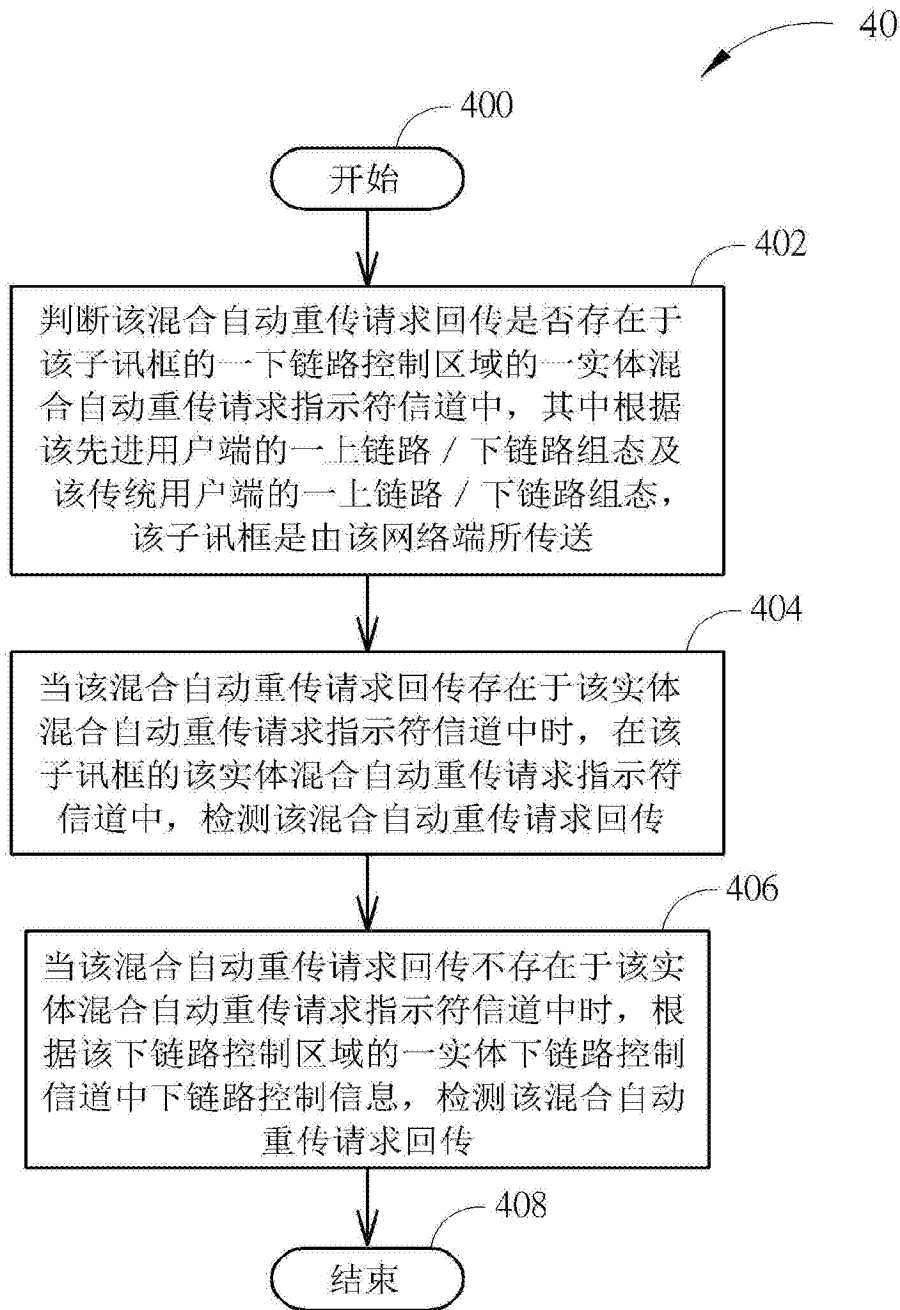 40
400
开始
402
判断该混合自动重传请求回传是否存在于
该子讯框的一下链路控制区域的一实体混
合自动重传请求指示符信道中，其中根据
该先进用户端的一上链路/下链路组态及
该传统用户端的一上链路/下链路组态，
该子讯框是由该网络端所传送
404
当该混合自动重传请求回传存在于该实体
混合自动重传请求指示符信道中时，在该
子讯框的该实体混合自动重传请求指示符
信道中，检测该混合自动重传请求回传
406
当该混合自动重传请求回传不存在于该实
体混合自动重传请求指示符信道中时，根
据该下链路控制区域的一实体下链路控制
信道中下链路控制信息，检测该混合自动
重传请求回传
408
结束